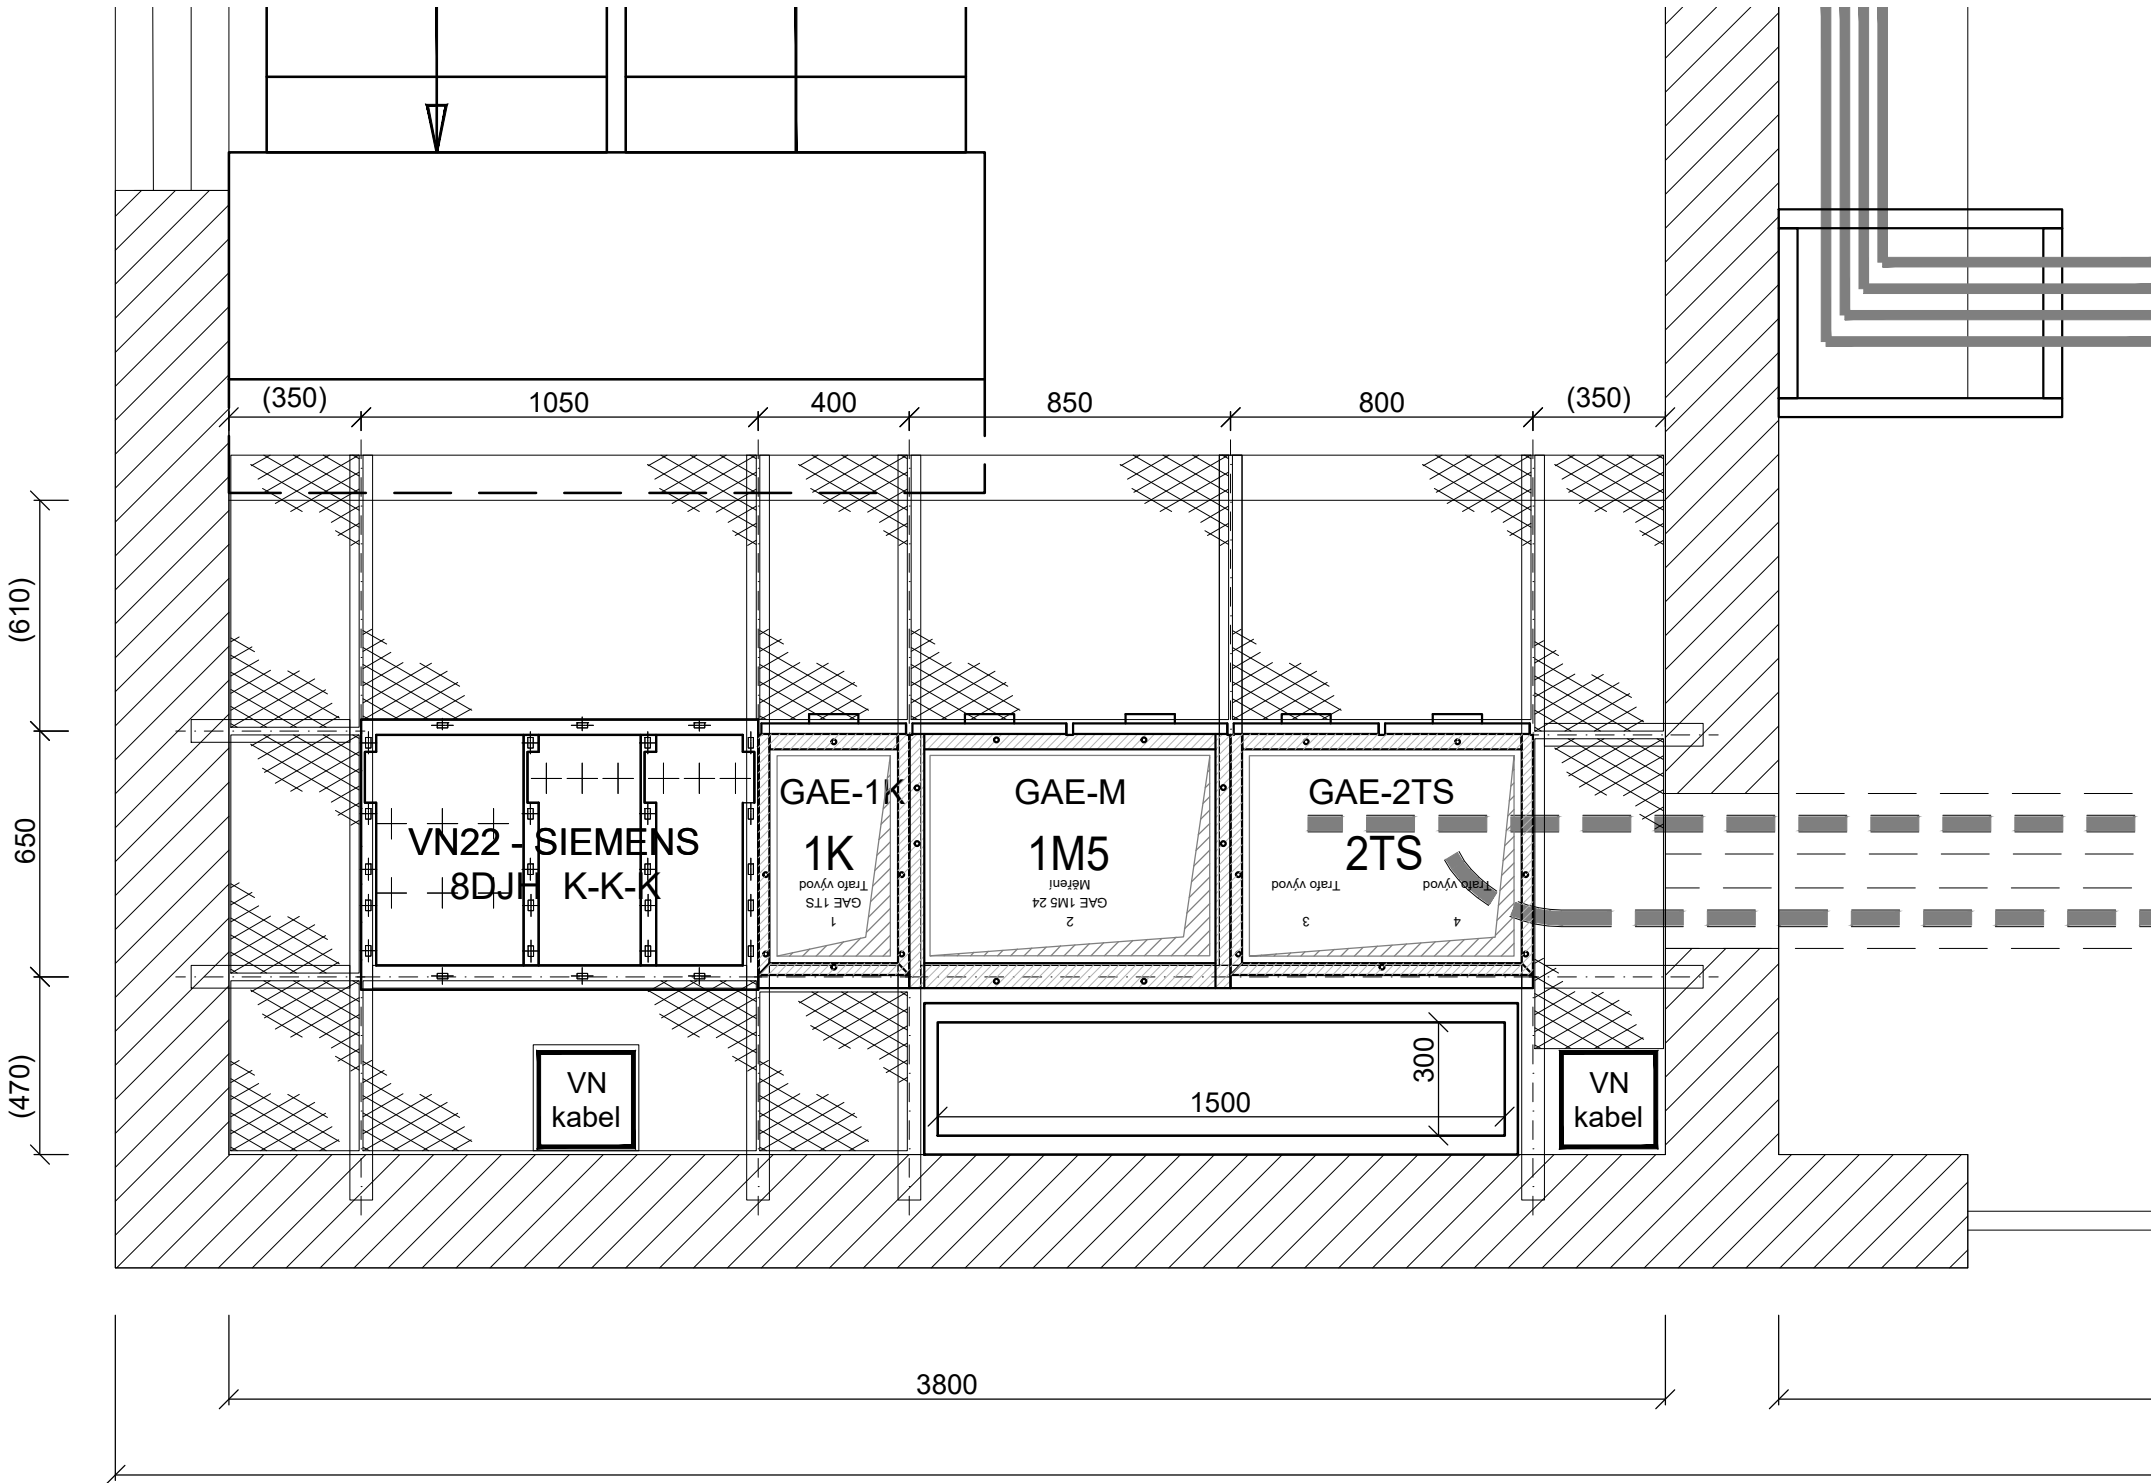 (350)
1050
400
850
800
(350)
(610)
650
(470)
VN22 - SIEMENS
8DJH K-K-K
GAE-1K
1K
Trafo vývod
GAE 1TS
1
GAE-M
1M5
Měření
GAE 1M5 24
2
GAE-2TS
2TS
Trafo vývod
3
Trafo vývod
4
VN
kabel
1500
300
VN
kabel
3800